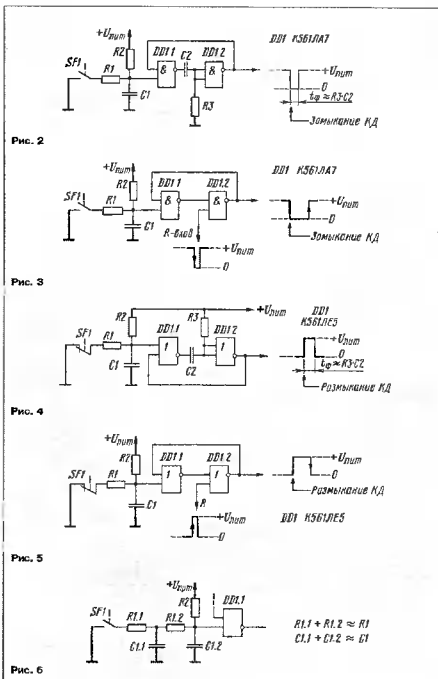 +Uпит
R2
DD1.1
C2
DD1.2
DD1 К561ЛА7
SF1
R1
&
&
+Uпит
0
C1
R3
tф ≈ R3·C2
Замыкание КД
Рис. 2
+Uпит
R2
DD1.1
DD1.2
DD1 К561ЛА7
SF1
R1
&
&
+Uпит
0
C1
R-вход
Замыкание КД
+Uпит
0
Рис. 3
+Uпит
R2
R3
DD1
К561ЛЕ5
SF1
R1
DD1.1
DD1.2
1
1
+Uпит
0
C1
C2
tф ≈ R3·C2
Размыкание КД
Рис. 4
+Uпит
R2
DD1.1
DD1.2
+Uпит
0
SF1
R1
1
1
Размыкание КД
C1
R
+Uпит
0
DD1 К561ЛЕ5
Рис. 5
+Uпит
R2
DD1.1
SF1
R1.1
R1.2
R1.1 + R1.2 ≈ R1
C1.1 + C1.2 ≈ C1
C1.1
C1.2
Рис. 6